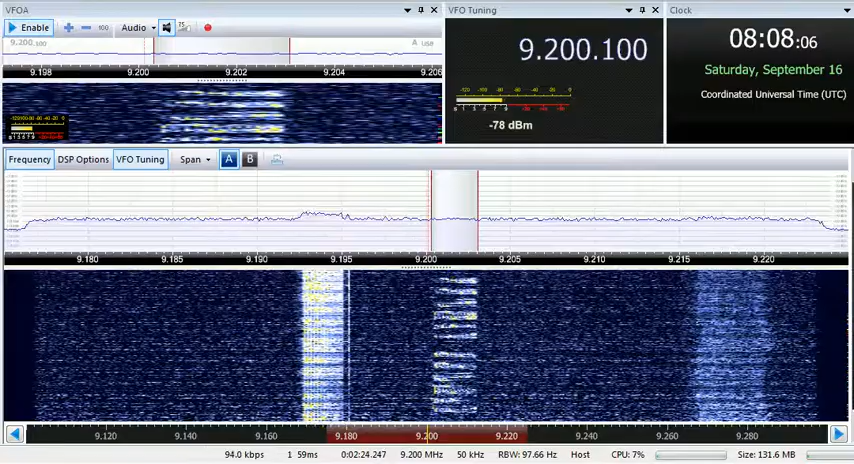 VFOA
Enable 100 Audio 75
9.200.100 A USB
9.198 9.200 9.202 9.204 9.206
VFO Tuning
9.200.100
-78 dBm
Clock
08:08:06
Saturday, September 16
Coordinated Universal Time (UTC)
Frequency DSP Options VFO Tuning Span A B
9.180 9.185 9.190 9.195 9.200 9.205 9.210 9.215 9.220
9.120 9.140 9.160 9.180 9.200 9.220 9.240 9.260 9.280
94.0 kbps 1 59ms 0:02:24.247 9.200 MHz 50 kHz RBW: 97.66 Hz Host CPU: 7% Size: 131.6 MB